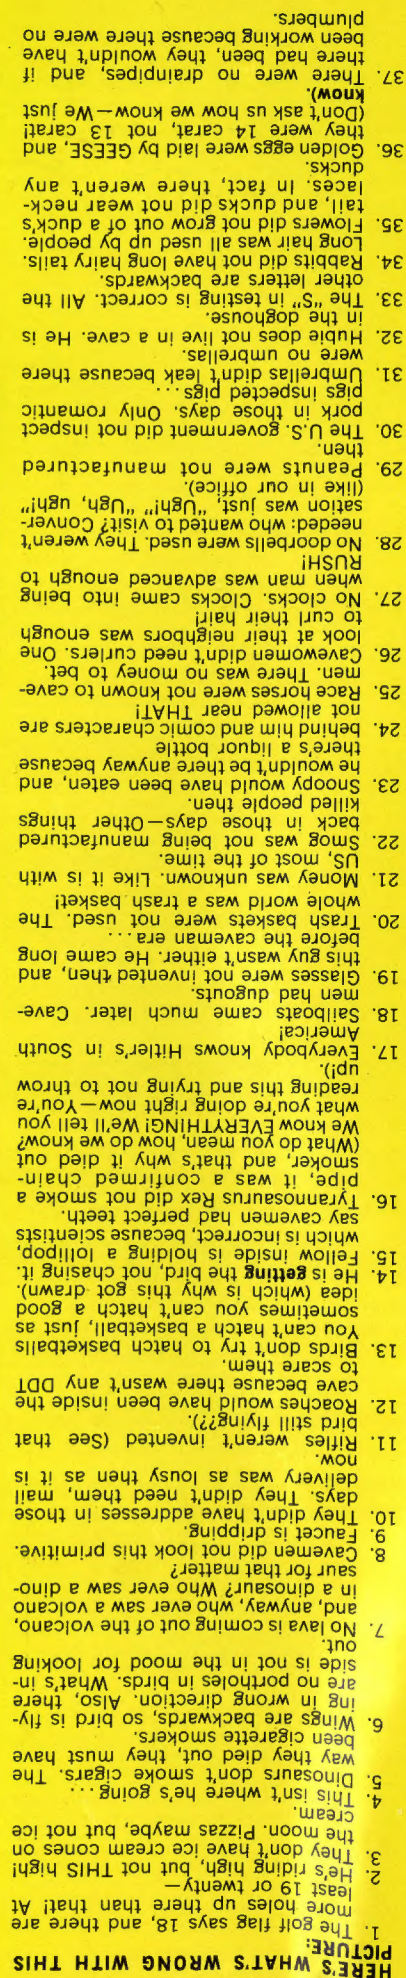 HERE'S WHAT'S WRONG WITH THIS
PICTURE:
1. The golf flag says 18, and there are
more holes up there than that! At
least 19 or twenty—
2. He's riding high, but not THIS high!
3. They don't have ice cream cones on
the moon. Pizzas maybe, but not ice
cream.
4. This isn't where he's going . . .
5. Dinosaurs don't smoke cigars. The
way they died out, they must have
been cigarette smokers.
6. Wings are backwards, so bird is fly-
ing in wrong direction. Also, there
are no portholes in birds. What's in-
side is not in the mood for looking
out.
7. No lava is coming out of the volcano,
and, anyway, who ever saw a volcano
in a dinosaur? Who ever saw a dino-
saur for that matter?
8. Cavemen did not look this primitive.
9. Faucet is dripping.
10. They didn't have addresses in those
days. They didn't need them, mail
delivery was as lousy then as it is
now.
11. Rifles weren't invented (See that
bird still flying??).
12. Roaches would have been inside the
cave because there wasn't any DDT
to scare them.
13. Birds don't try to hatch basketballs
You can't hatch a basketball, just as
sometimes you can't hatch a good
idea (which is why this got drawn).
14. He is getting the bird, not chasing it.
15. Fellow inside is holding a lollipop,
which is incorrect, because scientists
say cavemen had perfect teeth.
16. Tyrannosaurus Rex did not smoke a
pipe, it was a confirmed chain-
smoker, and that's why it died out
(What do you mean, how do we know?
We know EVERYTHING! We'll tell you
what you're doing right now—You're
reading this and trying not to throw
up!).
17. Everybody knows Hitler's in South
America!
18. Sailboats came much later. Cave-
men had dugouts.
19. Glasses were not invented then, and
this guy wasn't either. He came long
before the caveman era . . .
20. Trash baskets were not used. The
whole world was a trash basket!
21. Money was unknown. Like it is with
US, most of the time.
22. Smog was not being manufactured
back in those days—Other things
killed people then.
23. Snoopy would have been eaten, and
he wouldn't be there anyway because
there's a liquor bottle
24. behind him and comic characters are
not allowed near THAT!
25. Race horses were not known to cave-
men. There was no money to bet.
26. Cavewomen didn't need curlers. One
look at their neighbors was enough
to curl their hair!
27. No clocks. Clocks came into being
when man was advanced enough to
RUSH!
28. No doorbells were used. They weren't
needed: who wanted to visit? Conver-
sation was just, "Ugh!" "Ugh, ugh!"
(like in our office).
29. Peanuts were not manufactured
then.
30. The U.S. government did not inspect
pork in those days. Only romantic
pigs inspected pigs . . .
31. Umbrellas didn't leak because there
were no umbrellas.
32. Hubie does not live in a cave. He is
in the doghouse.
33. The "S" in testing is correct. All the
other letters are backwards.
34. Rabbits did not have long hairy tails.
Long hair was all used up by people.
35. Flowers did not grow out of a duck's
tail, and ducks did not wear neck-
laces. In fact, there weren't any
ducks.
36. Golden eggs were laid by GEESE, and
they were 14 carat, not 13 carat!
(Don't ask us how we know—We just
know).
37. There were no drainpipes, and if
there had been, they wouldn't have
been working because there were no
plumbers.